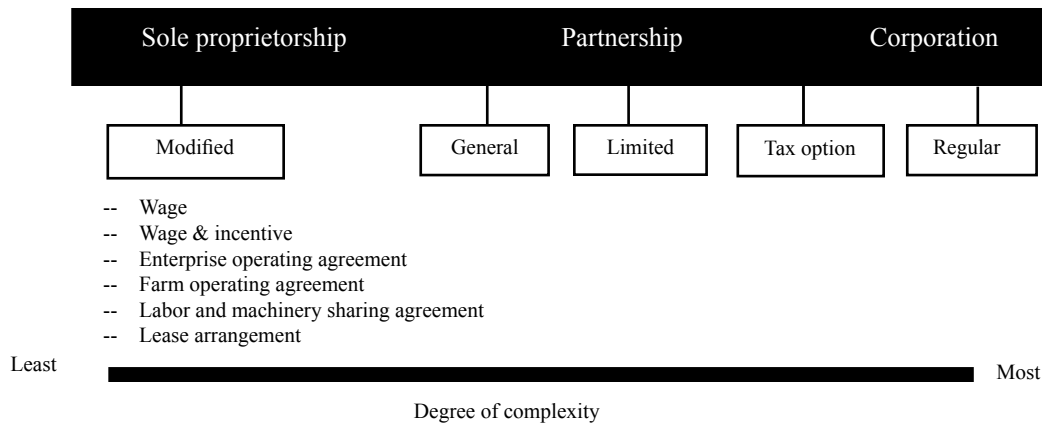 Sole proprietorship Partnership Corporation
Modified General Limited Tax option Regular
-- Wage
-- Wage & incentive
-- Enterprise operating agreement
-- Farm operating agreement
-- Labor and machinery sharing agreement
-- Lease arrangement
Least Most
Degree of complexity